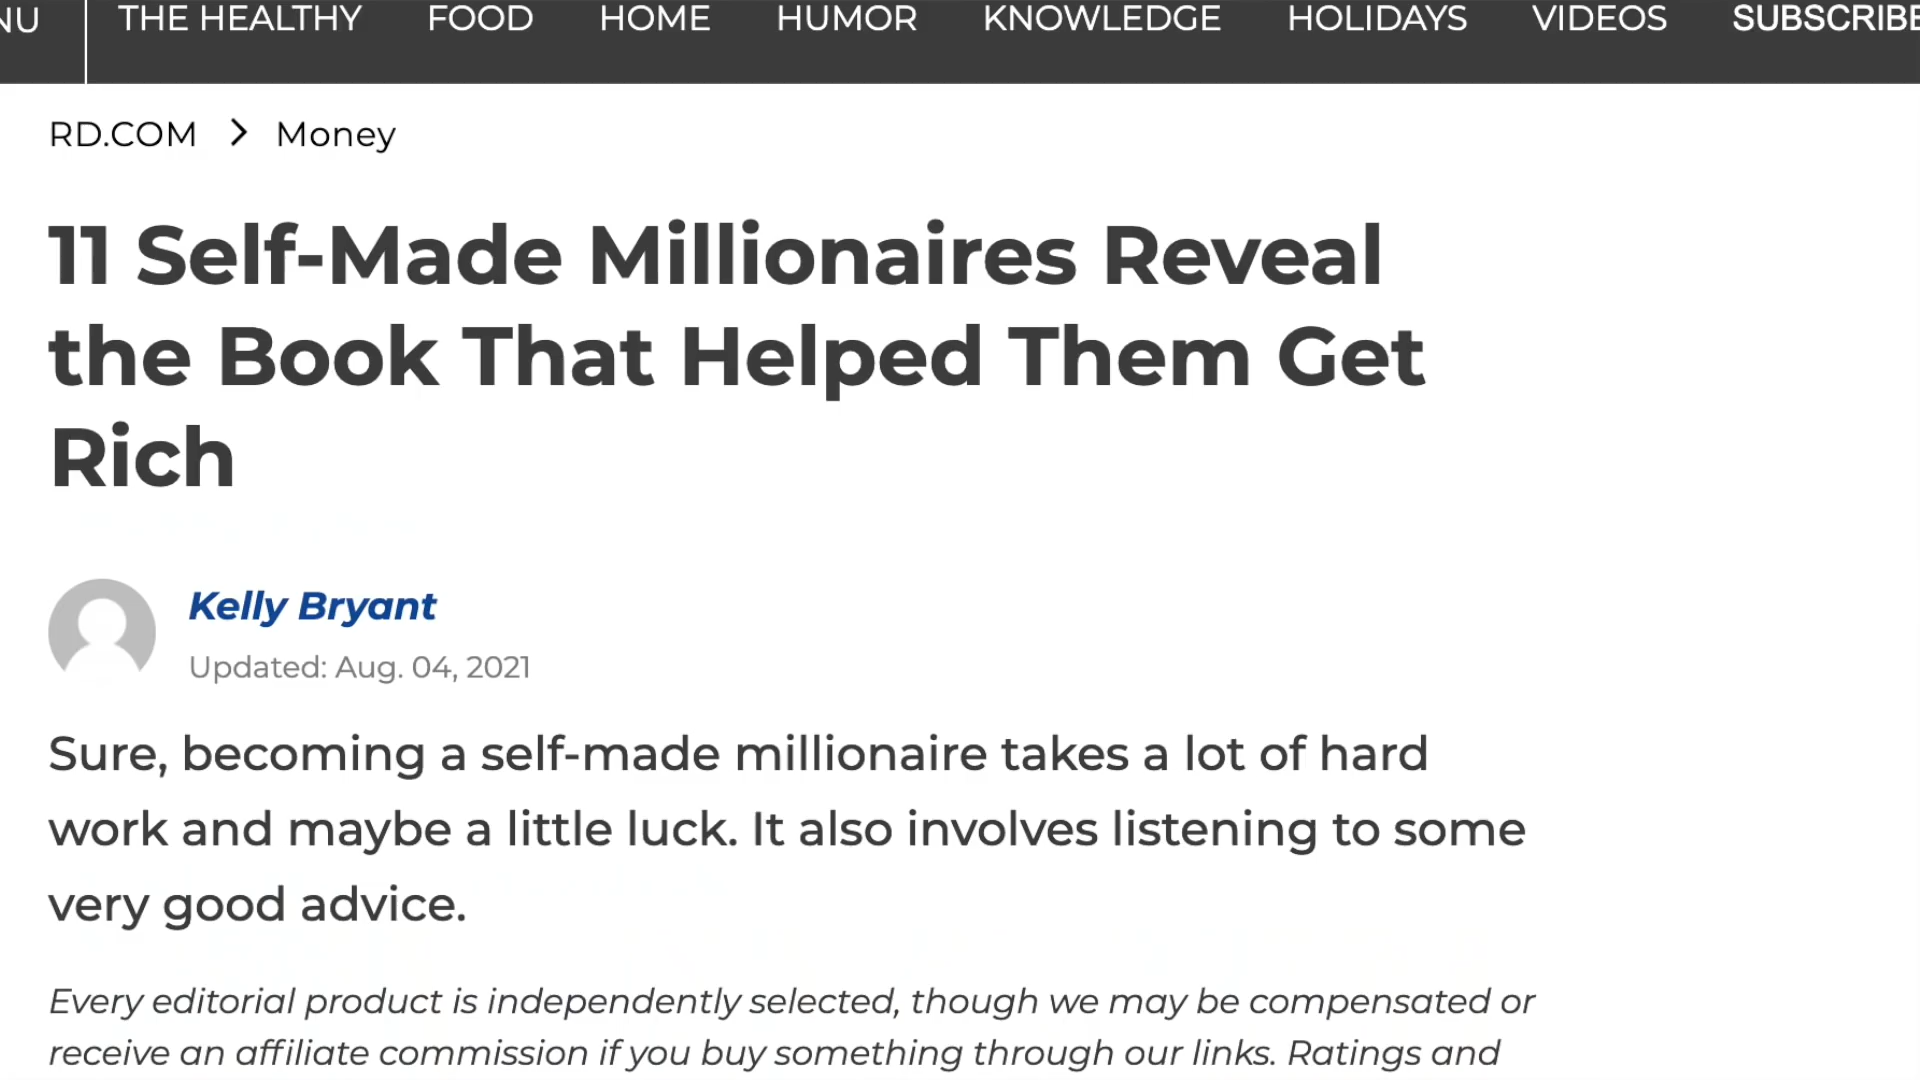 NU THE HEALTHY FOOD HOME HUMOR KNOWLEDGE HOLIDAYS VIDEOS SUBSCRIBE
RD.COM > Money
11 Self-Made Millionaires Reveal
the Book That Helped Them Get
Rich
Kelly Bryant
Updated: Aug. 04, 2021
Sure, becoming a self-made millionaire takes a lot of hard
work and maybe a little luck. It also involves listening to some
very good advice.
Every editorial product is independently selected, though we may be compensated or
receive an affiliate commission if you buy something through our links. Ratings and